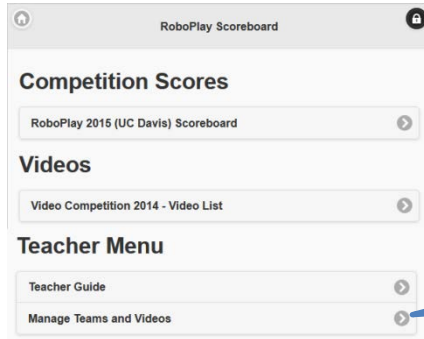 RoboPlay Scoreboard
Competition Scores
RoboPlay 2015 (UC Davis) Scoreboard
Videos
Video Competition 2014 - Video List
Teacher Menu
Teacher Guide
Manage Teams and Videos